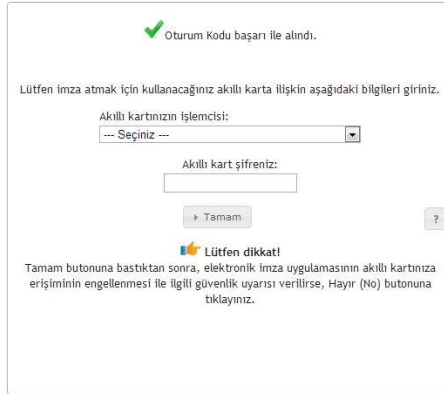 Oturum Kodu başarı ile alındı.
Lütfen imza atmak için kullanacağınız akıllı karta ilişkin aşağıdaki bilgileri giriniz.
Akıllı kartınızın işlemcisi:
--- Seçiniz ---
Akıllı kart şifreniz:
Tamam
?
Lütfen dikkat!
Tamam butonuna bastıktan sonra, elektronik imza uygulamasının akıllı kartınıza
erişiminin engellenmesi ile ilgili güvenlik uyarısı verilirse, Hayır (No) butonuna
tıklayınız.